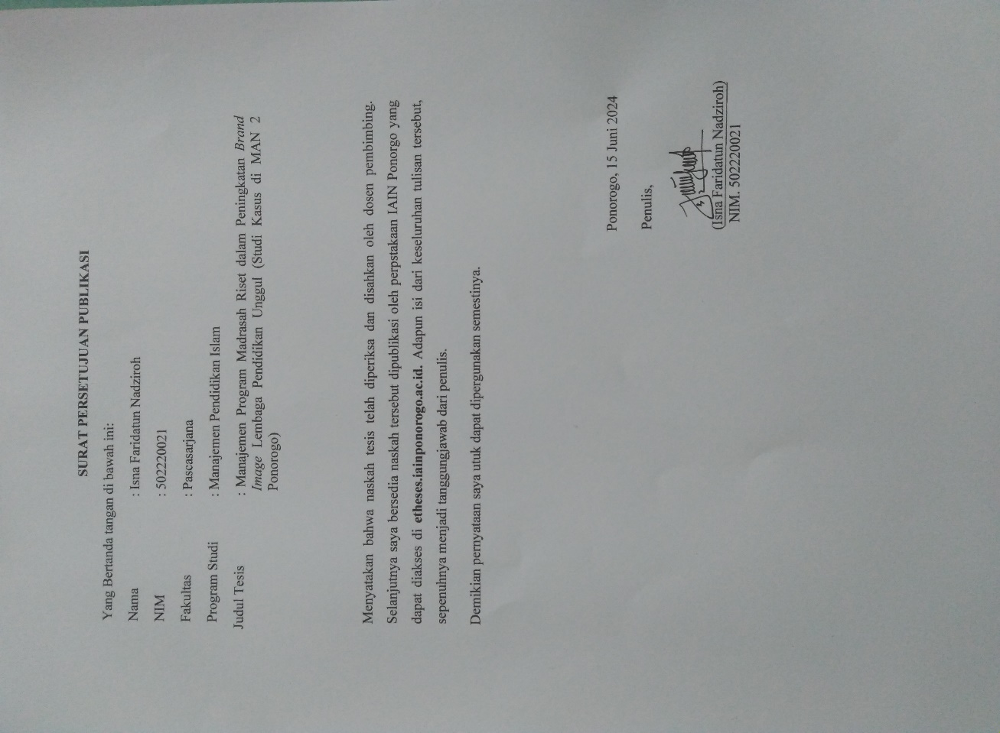 SURAT PERSETUJUAN PUBLIKASI
Yang Bertanda tangan di bawah ini:
Nama : Isna Faridatun Nadziroh
NIM : 502220021
Fakultas : Pascasarjana
Program Studi : Manajemen Pendidikan Islam
Judul Tesis : Manajemen Program Madrasah Riset dalam Peningkatan Brand
Image Lembaga Pendidikan Unggul (Studi Kasus di MAN 2
Ponorogo)
Menyatakan bahwa naskah tesis telah diperiksa dan disahkan oleh dosen pembimbing.
Selanjutnya saya bersedia naskah tersebut dipublikasi oleh perpstakaan IAIN Ponorgo yang
dapat diakses di etheses.iainponorogo.ac.id. Adapun isi dari keseluruhan tulisan tersebut,
sepenuhnya menjadi tanggungjawab dari penulis.
Demikian pernyataan saya utuk dapat dipergunakan semestinya.
Ponorogo, 15 Juni 2024
Penulis,
(Isna Faridatun Nadziroh)
NIM. 502220021